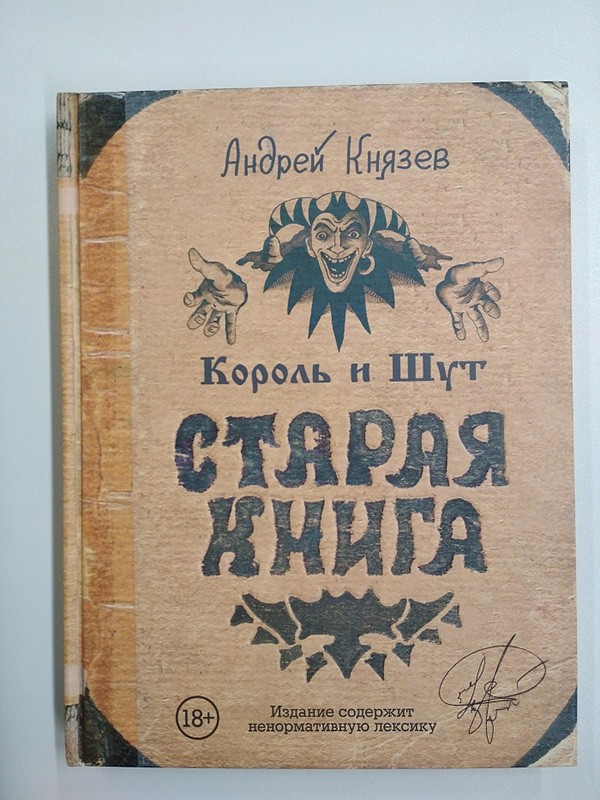 Андрей Князев
Король и Шут
СТАРАЯ
КНИГА
18+
Издание содержит
ненормативную лексику